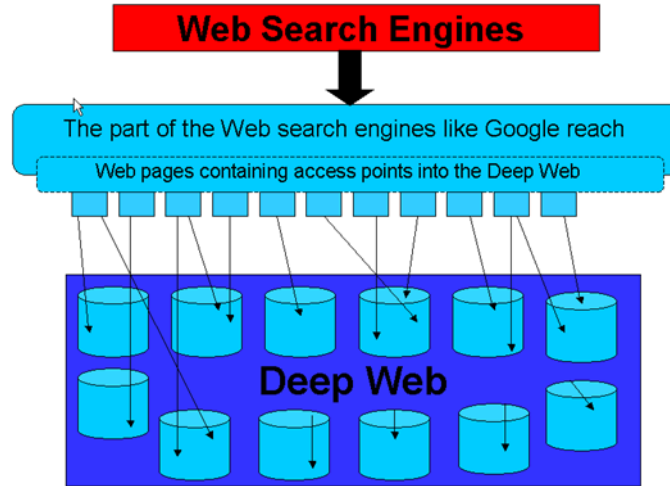 Web Search Engines
The part of the Web search engines like Google reach
Web pages containing access points into the Deep Web
Deep Web